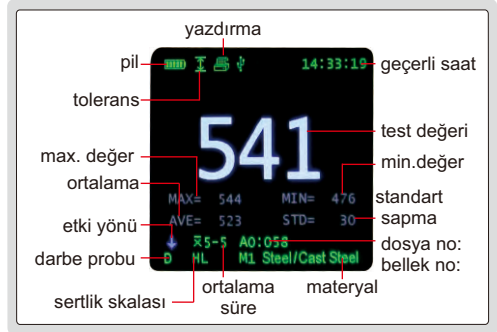 yazdırma
pil
14:33:19
geçerli saat
tolerans
541
test değeri
max. değer
min.değer
ortalama
MAX= 544 MIN= 476
standart
sapma
AVE= 523 STD= 30
etki yönü
x̅5-5 A0:058
dosya no:
bellek no:
darbe probu
D HL M1 Steel/Cast Steel
sertlik skalası
ortalama
süre
materyal